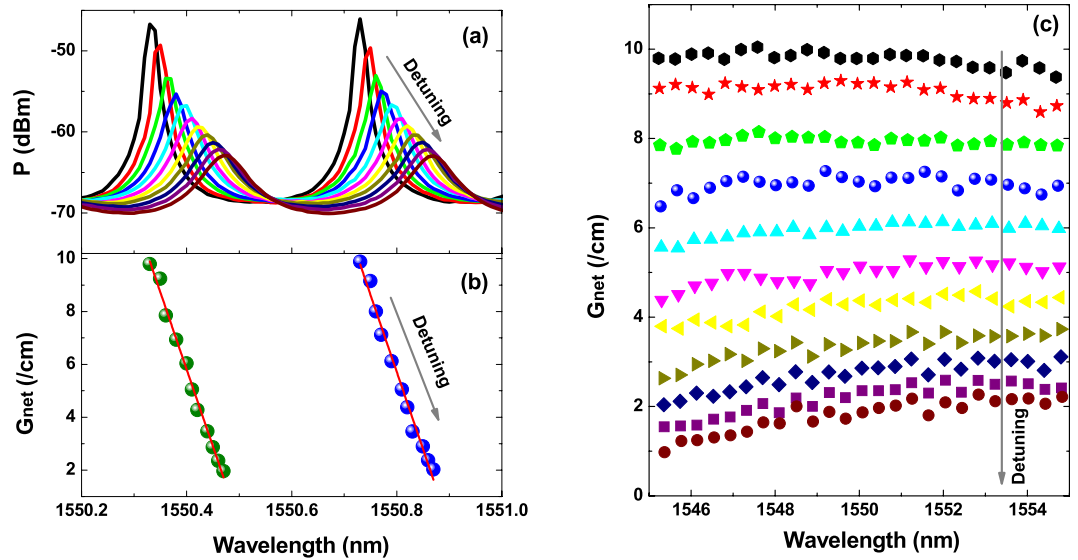 (a)
P (dBm)
-50
-60
-70
Detuning
(b)
Gnet (/cm)
10
8
6
4
2
Detuning
1550.2 1550.4 1550.6 1550.8 1551.0
Wavelength (nm)
(c)
Gnet (/cm)
10
8
6
4
2
0
Detuning
1546 1548 1550 1552 1554
Wavelength (nm)